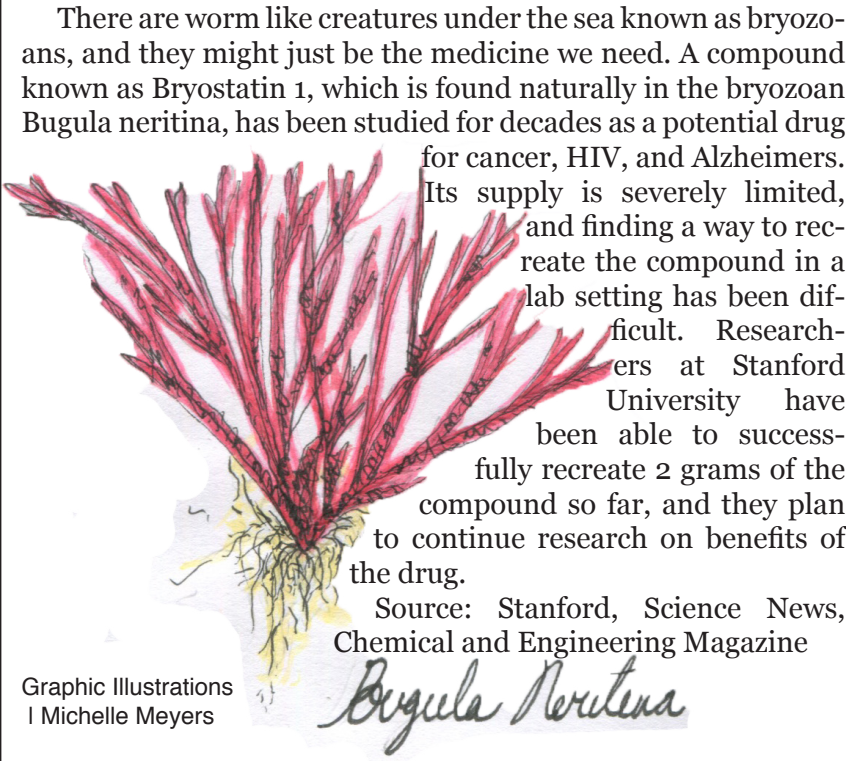 There are worm like creatures under the sea known as bryozo-
ans, and they might just be the medicine we need. A compound
known as Bryostatin 1, which is found naturally in the bryozoan
Bugula neritina, has been studied for decades as a potential drug
for cancer, HIV, and Alzheimers.
Its supply is severely limited,
and finding a way to rec-
reate the compound in a
lab setting has been dif-
ficult. Research-
ers at Stanford
University have
been able to success-
fully recreate 2 grams of the
compound so far, and they plan
to continue research on benefits of
the drug.
Source: Stanford, Science News,
Chemical and Engineering Magazine
Graphic Illustrations
| Michelle Meyers
Bugula Neritena